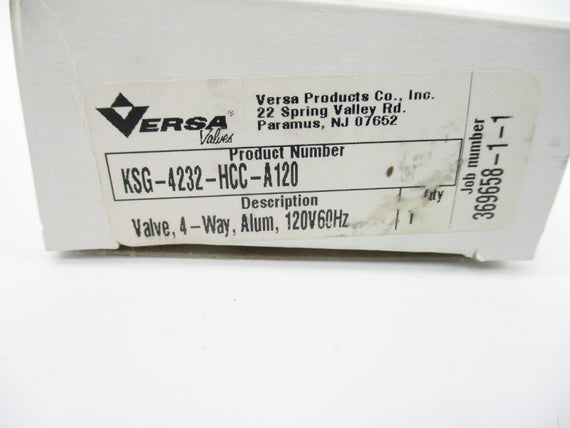 VERSA
Valves
Versa Products Co., Inc.
22 Spring Valley Rd.
Paramus, NJ 07652
Product Number
KSG-4232-HCC-A120
Description
Valve, 4-Way, Alum, 120V60Hz
1
Job number
369658-1-1